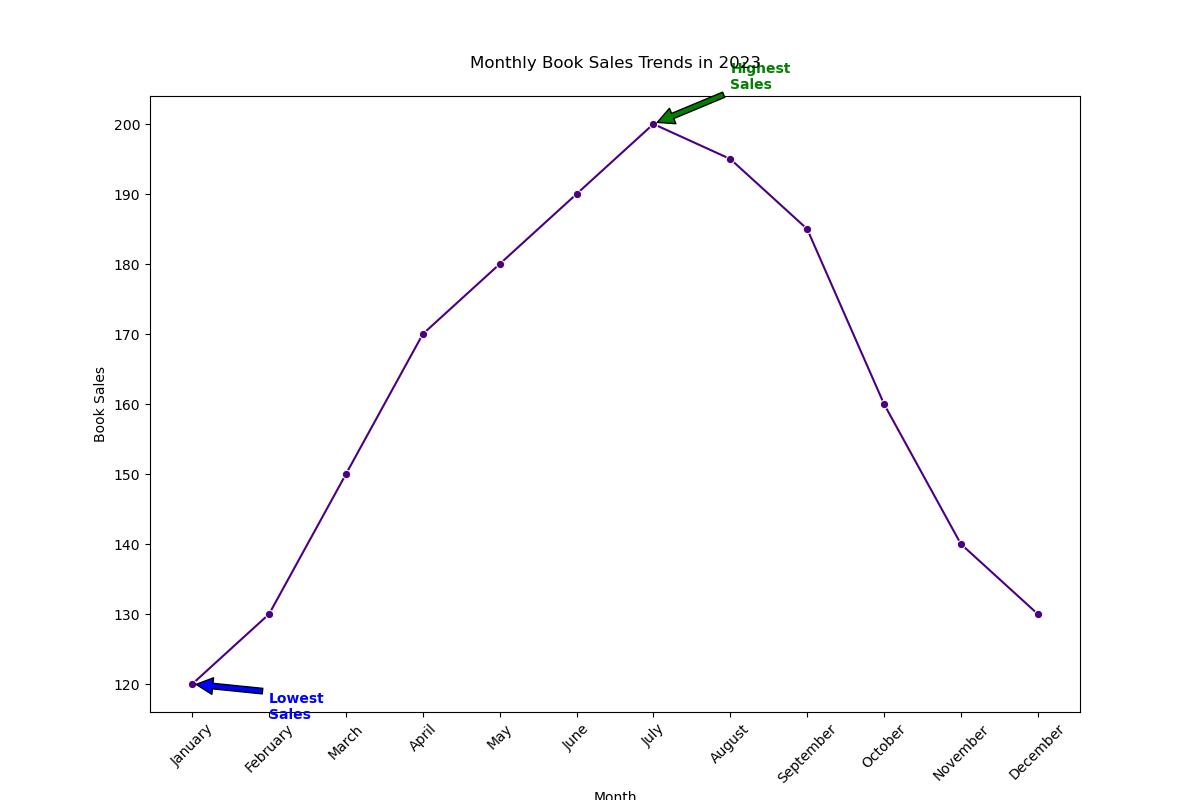 Monthly Book Sales Trends in 2023
Highest
Sales
200
190
180
170
160
150
140
130
120
Book Sales
Lowest
Sales
January
February
March
April
May
June
July
August
September
October
November
December
Month